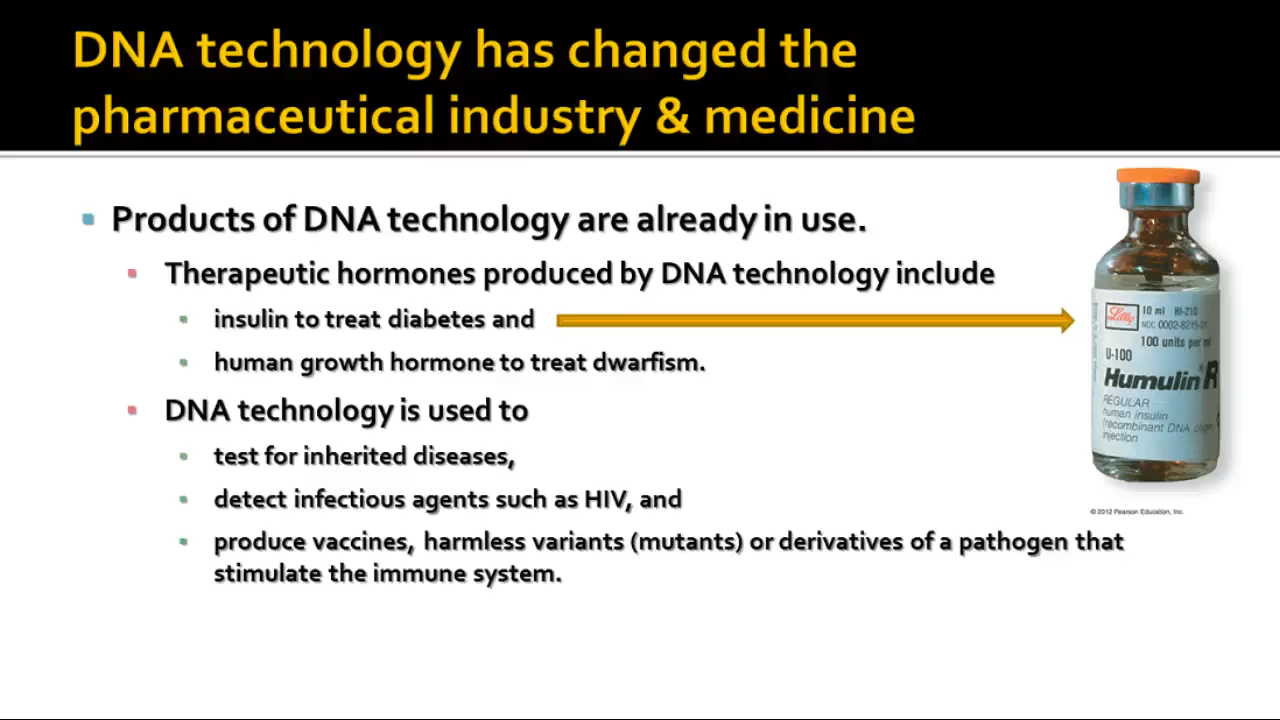 DNA technology has changed the
pharmaceutical industry & medicine
Products of DNA technology are already in use.
Therapeutic hormones produced by DNA technology include
insulin to treat diabetes and
human growth hormone to treat dwarfism.
DNA technology is used to
test for inherited diseases,
detect infectious agents such as HIV, and
produce vaccines, harmless variants (mutants) or derivatives of a pathogen that
stimulate the immune system.
Lilly
10 ml HI-210
NDC 0002-8215-01
100 units per ml
U-100
Humulin R
REGULAR
human insulin
(recombinant DNA origin
injection
© 2012 Pearson Education, Inc.